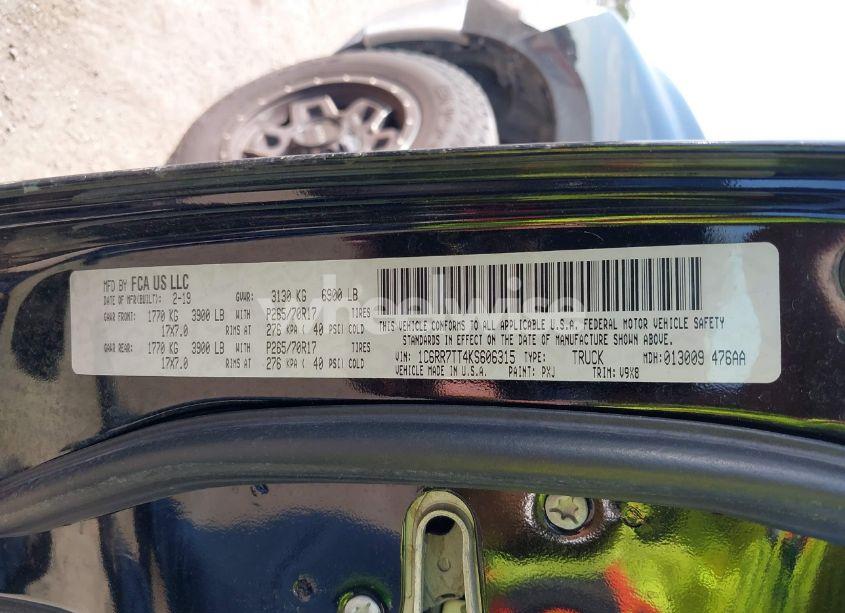 MFD BY FCA US LLC
DATE OF MFR(BUILT): 2-19 GVWR: 3130 KG 6900 LB
GAWR FRONT: 1770 KG 3900 LB WITH P265/70R17 TIRES
17X7.0 RIMS AT 276 KPA ( 40 PSI) COLD
GAWR REAR: 1770 KG 3900 LB WITH P265/70R17 TIRES
17X7.0 RIMS AT 276 KPA ( 40 PSI) COLD
THIS VEHICLE CONFORMS TO ALL APPLICABLE U.S.A. FEDERAL MOTOR VEHICLE SAFETY
STANDARDS IN EFFECT ON THE DATE OF MANUFACTURE SHOWN ABOVE.
VIN: 1C6RR7TT4KS606315 TYPE: TRUCK MDH:013009 476AA
VEHICLE MADE IN U.S.A. PAINT: PXJ TRIM: V9X8
wheelwise